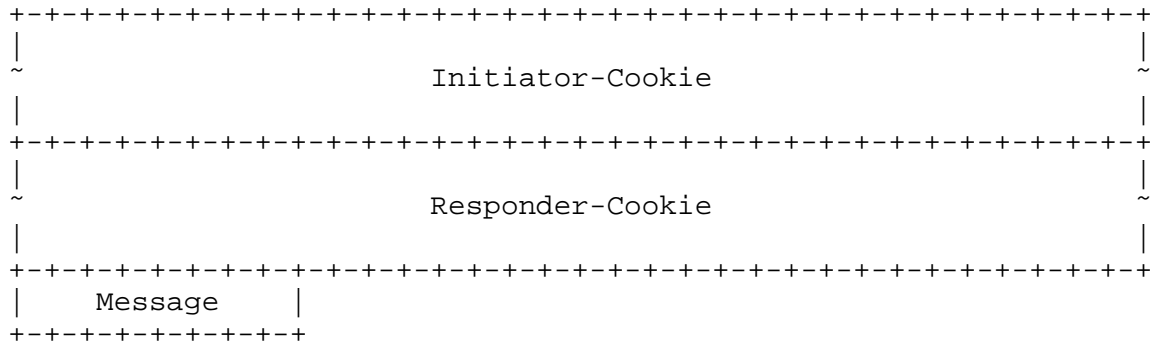 +-+-+-+-+-+-+-+-+-+-+-+-+-+-+-+-+-+-+-+-+-+-+-+-+-+-+-+-+-+-+-+-+
|                                                               |
~                       Initiator-Cookie                        ~
|                                                               |
+-+-+-+-+-+-+-+-+-+-+-+-+-+-+-+-+-+-+-+-+-+-+-+-+-+-+-+-+-+-+-+-+
|                                                               |
~                       Responder-Cookie                        ~
|                                                               |
+-+-+-+-+-+-+-+-+-+-+-+-+-+-+-+-+-+-+-+-+-+-+-+-+-+-+-+-+-+-+-+-+
|    Message    |
+-+-+-+-+-+-+-+-+